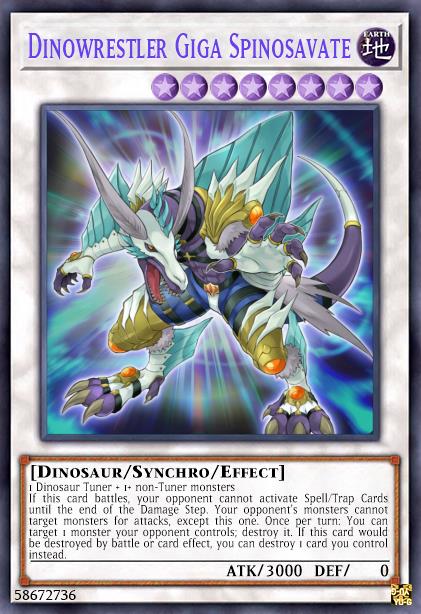 DINOWRESTLER GIGA SPINOSAVATE
EARTH
地
[DINOSAUR/SYNCHRO/EFFECT]
1 Dinosaur Tuner + 1+ non-Tuner monsters
If this card battles, your opponent cannot activate Spell/Trap Cards
until the end of the Damage Step. Your opponent's monsters cannot
target monsters for attacks, except this one. Once per turn: You can
target 1 monster your opponent controls; destroy it. If this card would
be destroyed by battle or card effect, you can destroy 1 card you control
instead.
ATK/3000 DEF/ 0
58672736